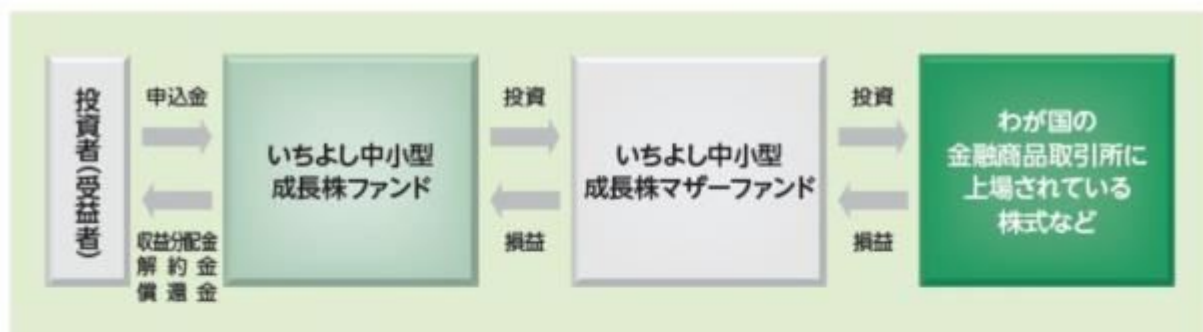 投資者(受益者)
申込金
収益分配金
解約金
償還金
いちよし中小型
成長株ファンド
投資
損益
いちよし中小型
成長株マザーファンド
投資
損益
わが国の
金融商品取引所に
上場されている
株式など